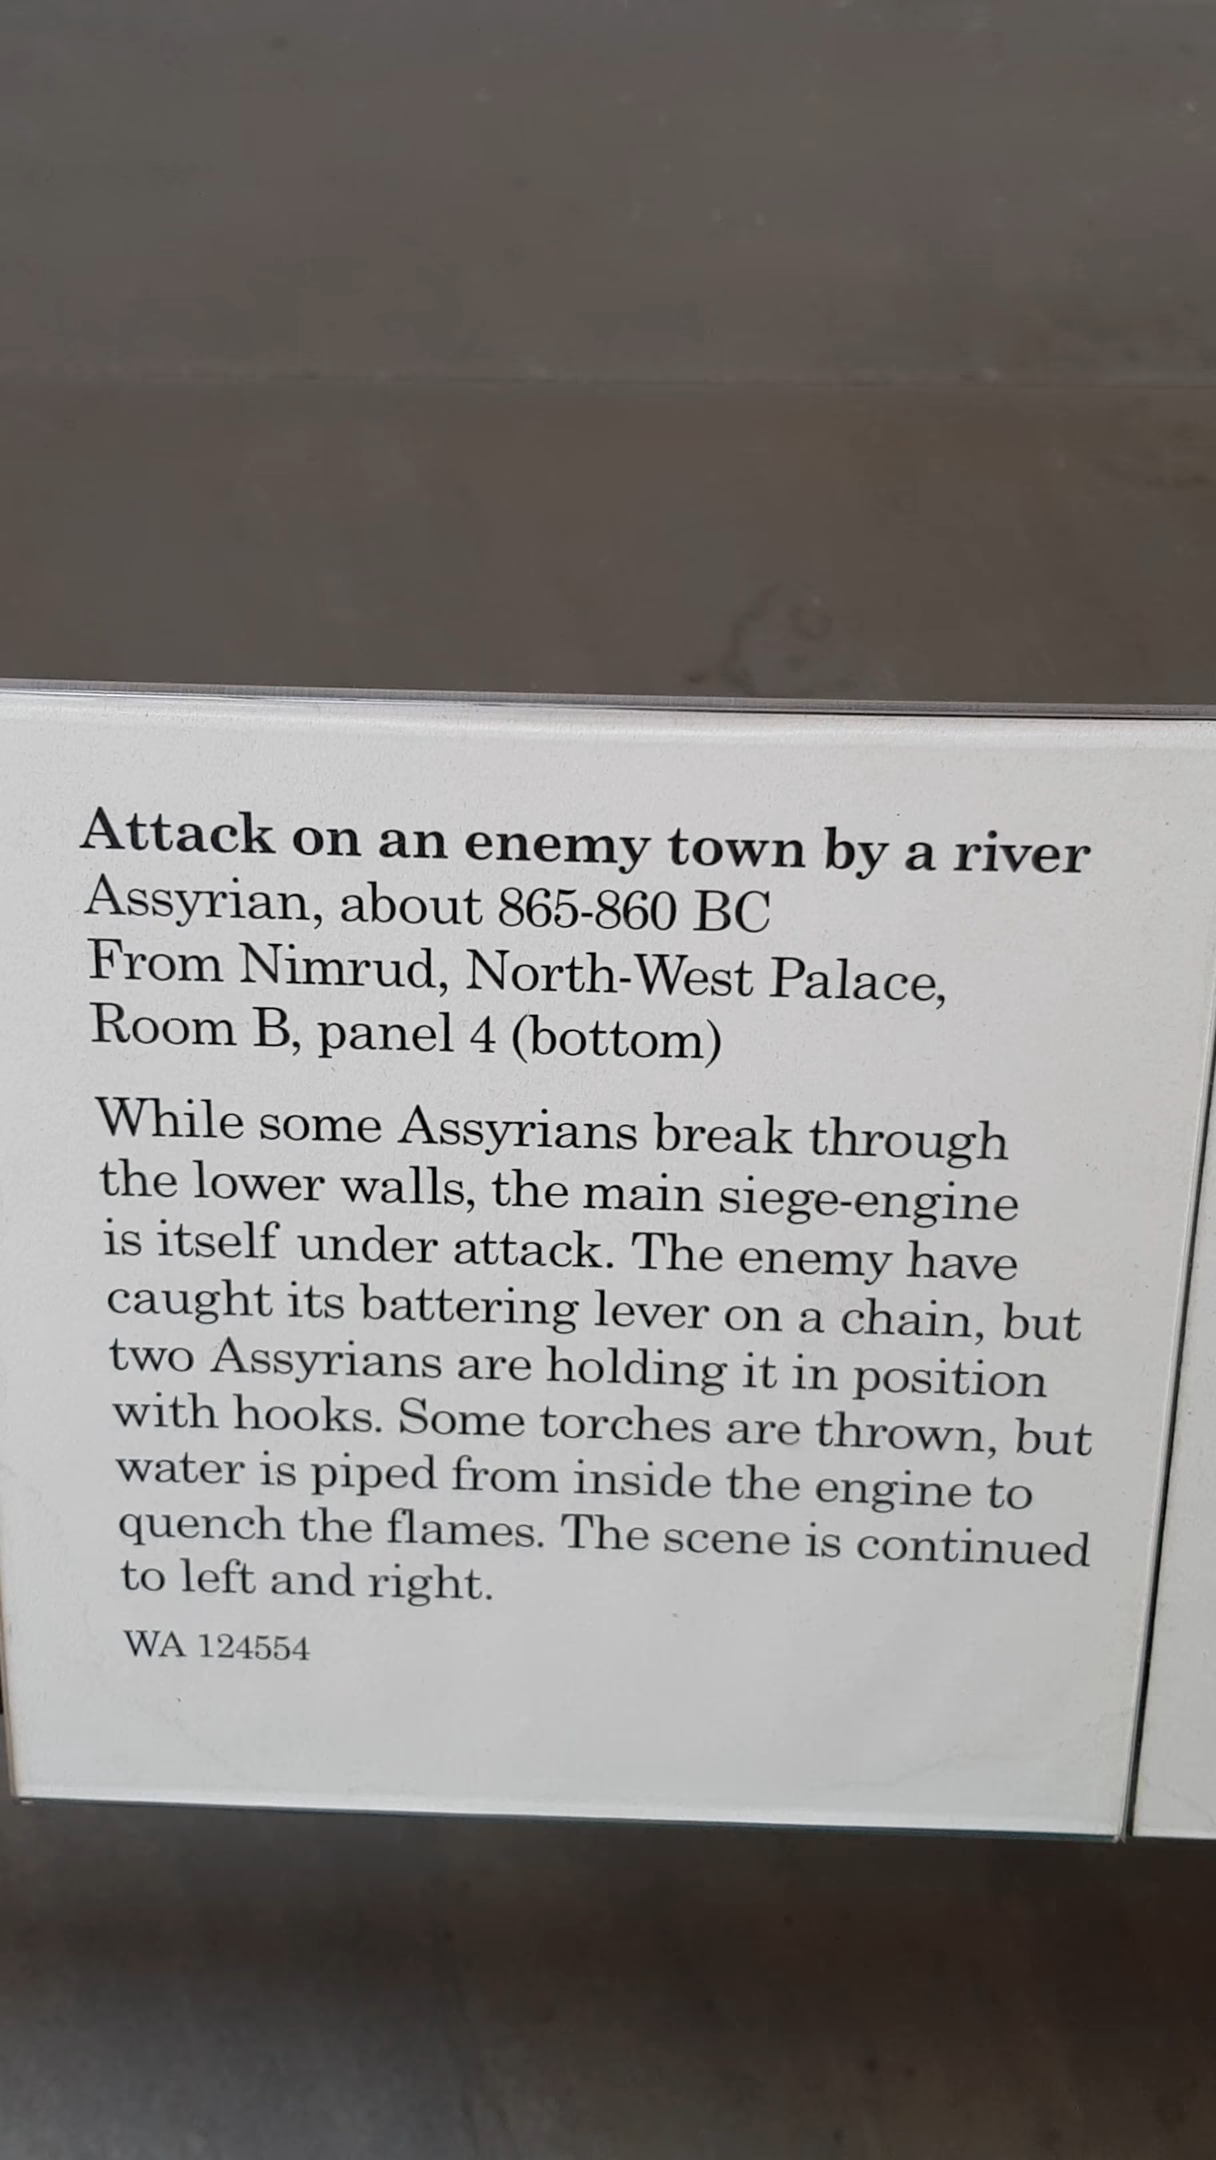 Attack on an enemy town by a river
Assyrian, about 865-860 BC
From Nimrud, North-West Palace,
Room B, panel 4 (bottom)
While some Assyrians break through
the lower walls, the main siege-engine
is itself under attack. The enemy have
caught its battering lever on a chain, but
two Assyrians are holding it in position
with hooks. Some torches are thrown, but
water is piped from inside the engine to
quench the flames. The scene is continued
to left and right.
WA 124554